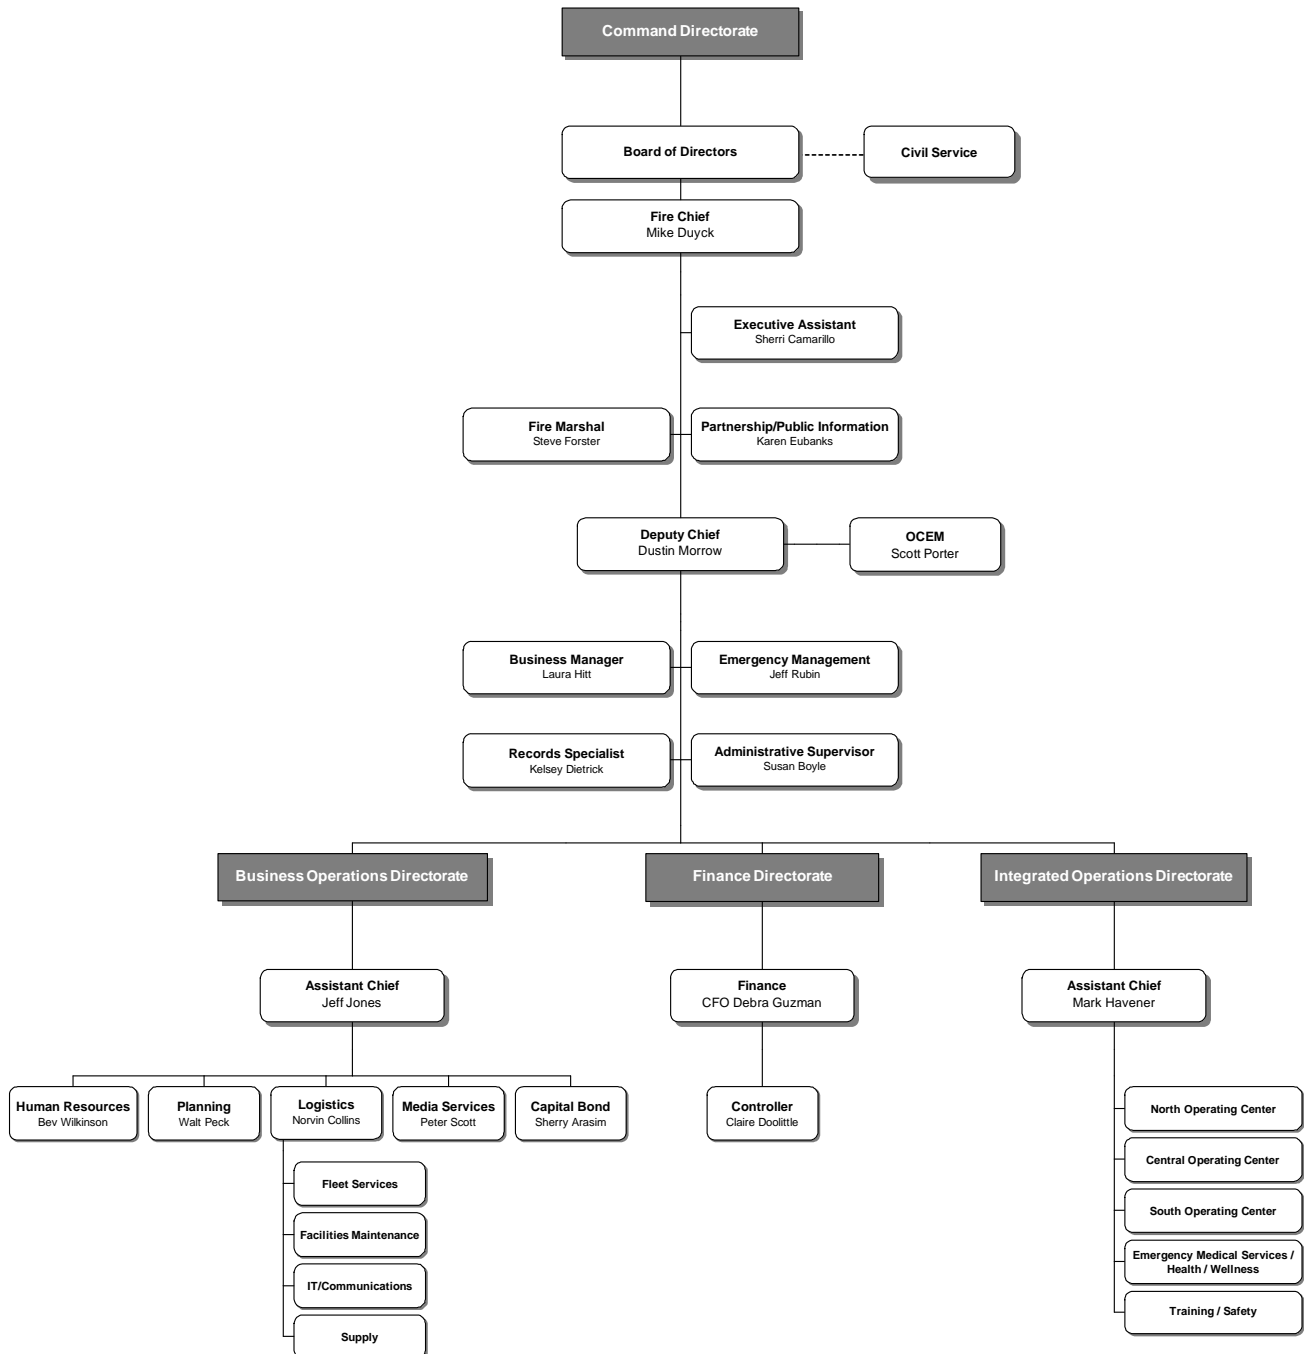 Command Directorate
Board of Directors
Civil Service
Fire Chief
Mike Duyck
Executive Assistant
Sherri Camarillo
Fire Marshal
Steve Forster
Partnership/Public Information
Karen Eubanks
Deputy Chief
Dustin Morrow
OCEM
Scott Porter
Business Manager
Laura Hitt
Emergency Management
Jeff Rubin
Records Specialist
Kelsey Dietrick
Administrative Supervisor
Susan Boyle
Business Operations Directorate
Finance Directorate
Integrated Operations Directorate
Assistant Chief
Jeff Jones
Finance
CFO Debra Guzman
Assistant Chief
Mark Havener
Human Resources
Bev Wilkinson
Planning
Walt Peck
Logistics
Norvin Collins
Media Services
Peter Scott
Capital Bond
Sherry Arasim
Controller
Claire Doolittle
Fleet Services
Facilities Maintenance
IT/Communications
Supply
North Operating Center
Central Operating Center
South Operating Center
Emergency Medical Services /
Health / Wellness
Training / Safety